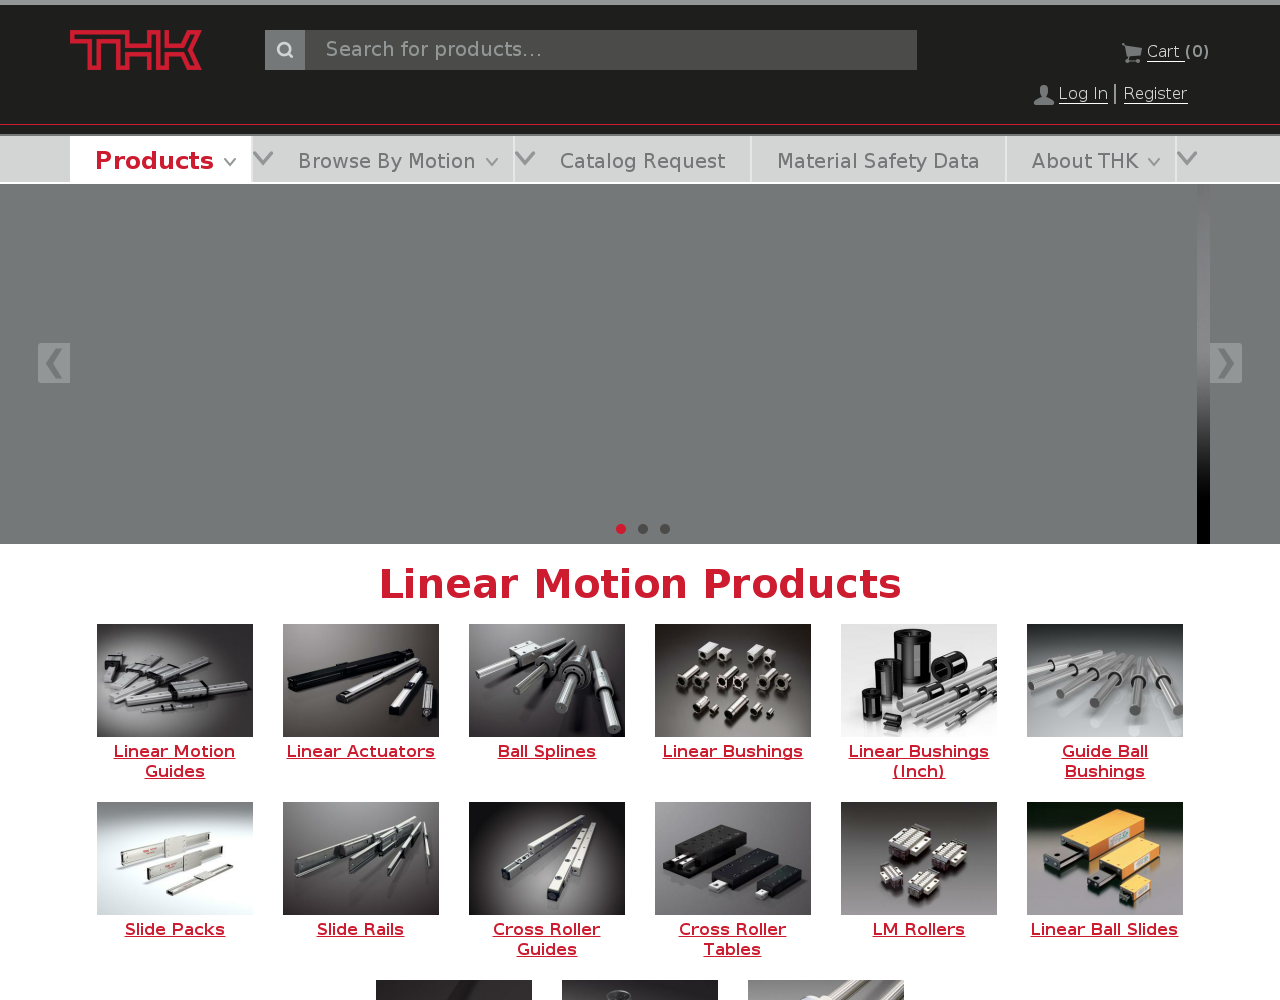 THK
Search for products...
Cart (0)
Log In | Register
Products
Browse By Motion
Catalog Request
Material Safety Data
About THK
Linear Motion Products
Linear Motion
Guides
Linear Actuators
Ball Splines
Linear Bushings
Linear Bushings
(Inch)
Guide Ball
Bushings
Slide Packs
Slide Rails
Cross Roller
Guides
Cross Roller
Tables
LM Rollers
Linear Ball Slides